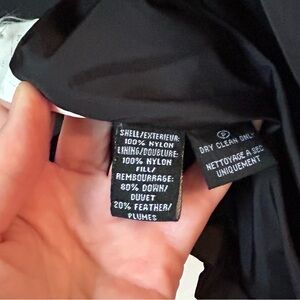 SHELL/EXTERIEUR:
100% NYLON
LINING/DOUBLURE:
100% NYLON
FILL/
REMBOURRAGE:
80% DOWN/
DUVET
20% FEATHER/
PLUMES
DRY CLEAN ONLY
NETTOYAGE A SEC
UNIQUEMENT